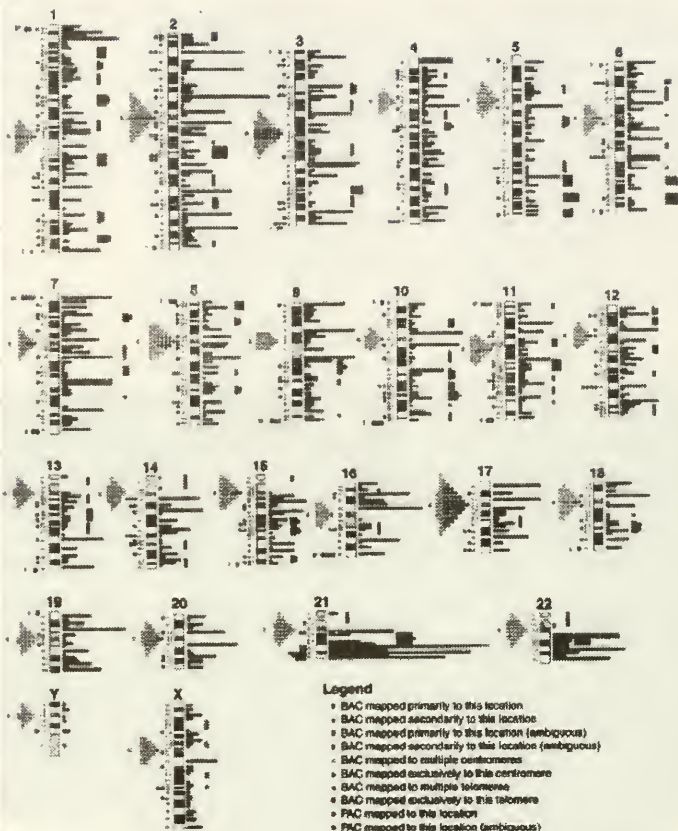 1 2 3 4 5 6
7 8 9 10 11 12
13 14 15 16 17 18
19 20 21 22
Y X
Legend
BAC mapped primarily to this location
BAC mapped secondarily to this location
BAC mapped primarily to this location (ambiguous)
BAC mapped secondarily to this location (ambiguous)
BAC mapped to multiple centromeres
BAC mapped exclusively to this centromere
BAC mapped to multiple telomeres
BAC mapped exclusively to this telomere
PAC mapped to this location
PAC mapped to this location (ambiguous)